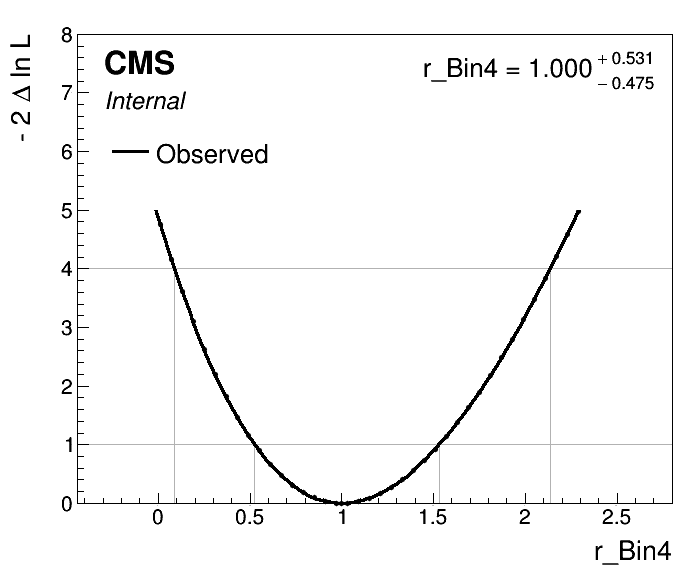 - 2 Δ ln L
8
7
6
5
4
3
2
1
0
CMS
Internal
r_Bin4 = 1.000 + 0.531 − 0.475
Observed
0 0.5 1 1.5 2 2.5
r_Bin4